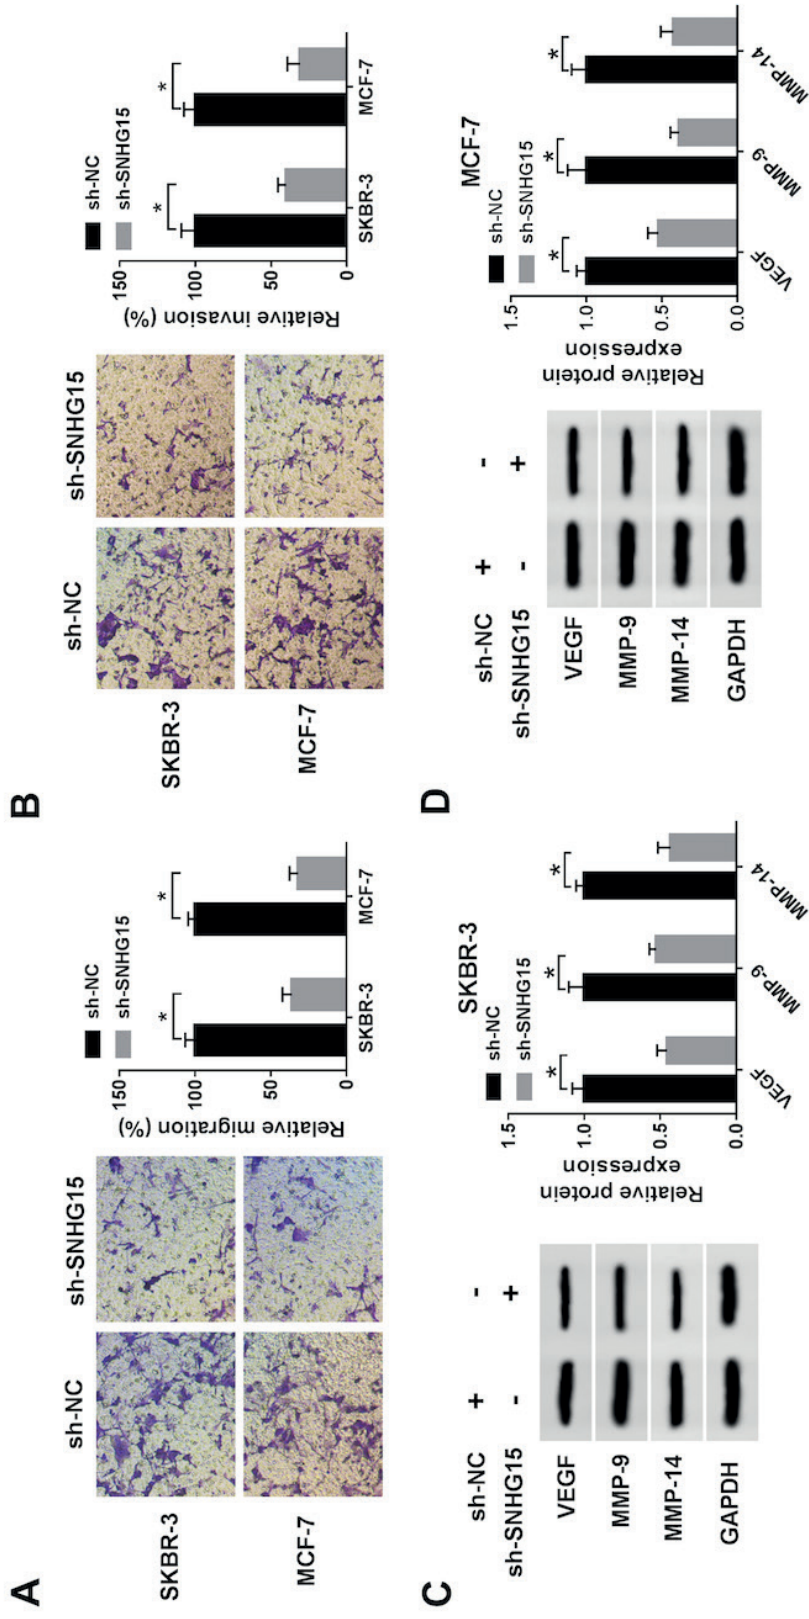 A
sh-NC
sh-SNHG15
SKBR-3
MCF-7
sh-NC
sh-SNHG15
Relative migration (%)
150
100
50
0
*
*
SKBR-3
MCF-7
B
sh-NC
sh-SNHG15
SKBR-3
MCF-7
sh-NC
sh-SNHG15
Relative invasion (%)
150
100
50
0
*
*
SKBR-3
MCF-7
C
sh-NC + -
sh-SNHG15 - +
VEGF
MMP-9
MMP-14
GAPDH
SKBR-3
sh-NC
sh-SNHG15
Relative protein
expression
1.5
1.0
0.5
0.0
*
*
*
VEGF
MMP-9
MMP-14
D
sh-NC + -
sh-SNHG15 - +
VEGF
MMP-9
MMP-14
GAPDH
MCF-7
sh-NC
sh-SNHG15
Relative protein
expression
1.5
1.0
0.5
0.0
*
*
*
VEGF
MMP-9
MMP-14